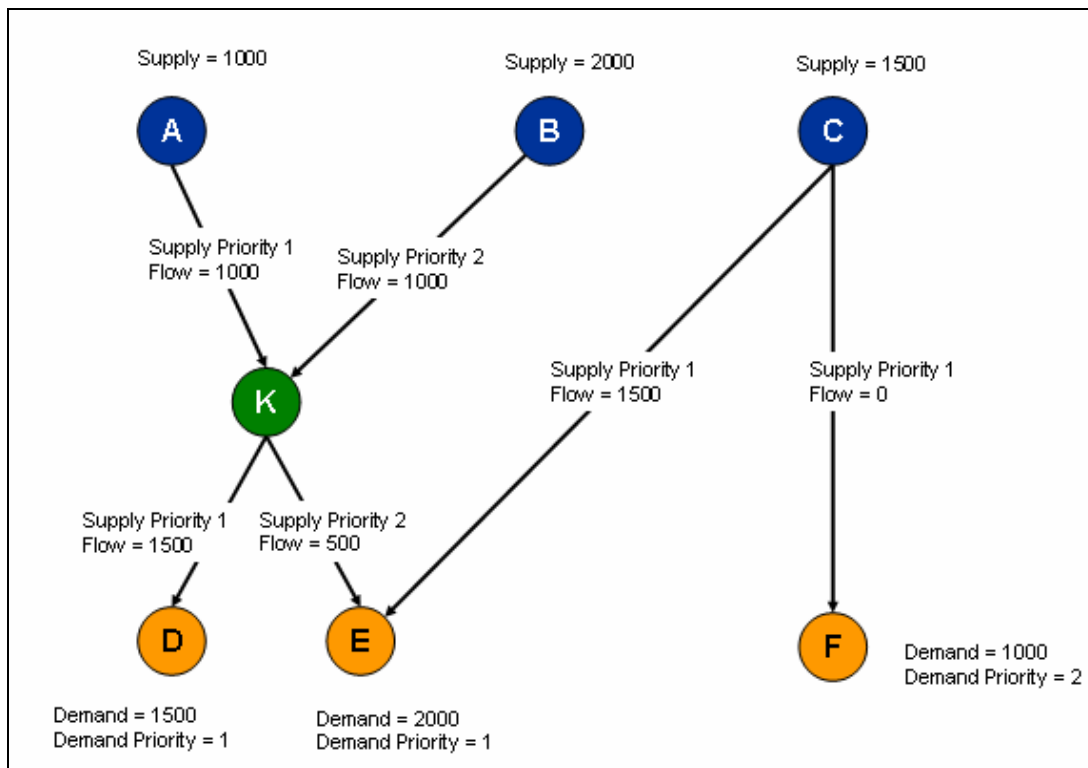 Supply = 1000
Supply = 2000
Supply = 1500
A
B
C
Supply Priority 1
Flow = 1000
Supply Priority 2
Flow = 1000
Supply Priority 1
Flow = 1500
Supply Priority 1
Flow = 0
K
Supply Priority 1
Flow = 1500
Supply Priority 2
Flow = 500
D
E
F
Demand = 1000
Demand Priority = 2
Demand = 1500
Demand Priority = 1
Demand = 2000
Demand Priority = 1